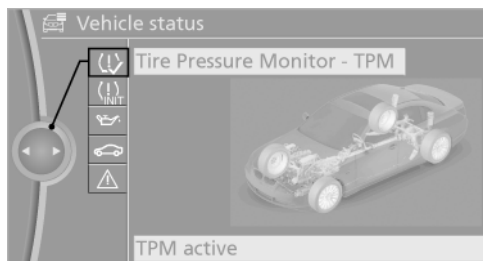 Vehicle status
Tire Pressure Monitor - TPM
INIT
TPM active